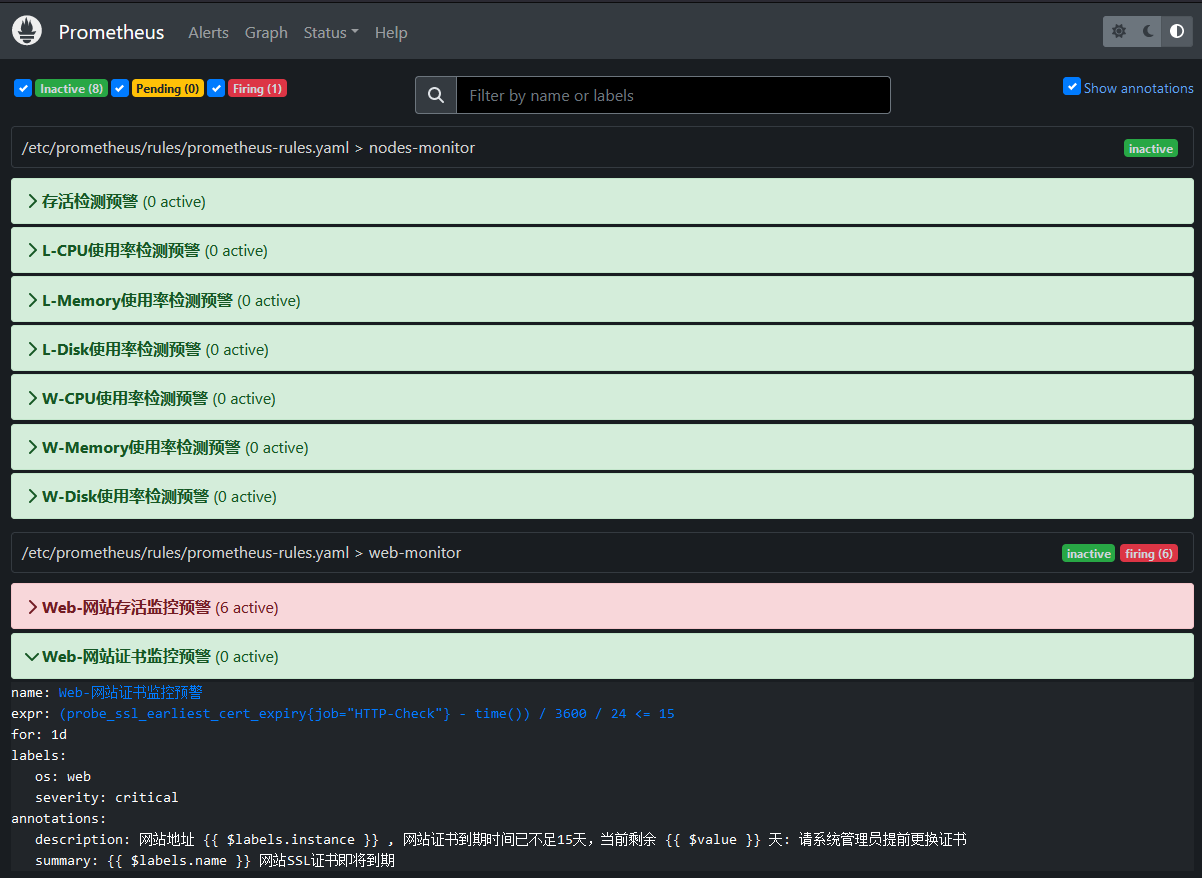 Prometheus Alerts Graph Status Help
Inactive (8) Pending (0) Firing (1) Filter by name or labels Show annotations
/etc/prometheus/rules/prometheus-rules.yaml > nodes-monitor inactive
存活检测预警 (0 active)
L-CPU使用率检测预警 (0 active)
L-Memory使用率检测预警 (0 active)
L-Disk使用率检测预警 (0 active)
W-CPU使用率检测预警 (0 active)
W-Memory使用率检测预警 (0 active)
W-Disk使用率检测预警 (0 active)
/etc/prometheus/rules/prometheus-rules.yaml > web-monitor inactive firing (6)
Web-网站存活监控预警 (6 active)
Web-网站证书监控预警 (0 active)
name: Web-网站证书监控预警
expr: (probe_ssl_earliest_cert_expiry{job="HTTP-Check"} - time()) / 3600 / 24 <= 15
for: 1d
labels:
os: web
severity: critical
annotations:
description: 网站地址 {{ $labels.instance }} , 网站证书到期时间已不足15天，当前剩余 {{ $value }} 天: 请系统管理员提前更换证书
summary: {{ $labels.name }} 网站SSL证书即将到期